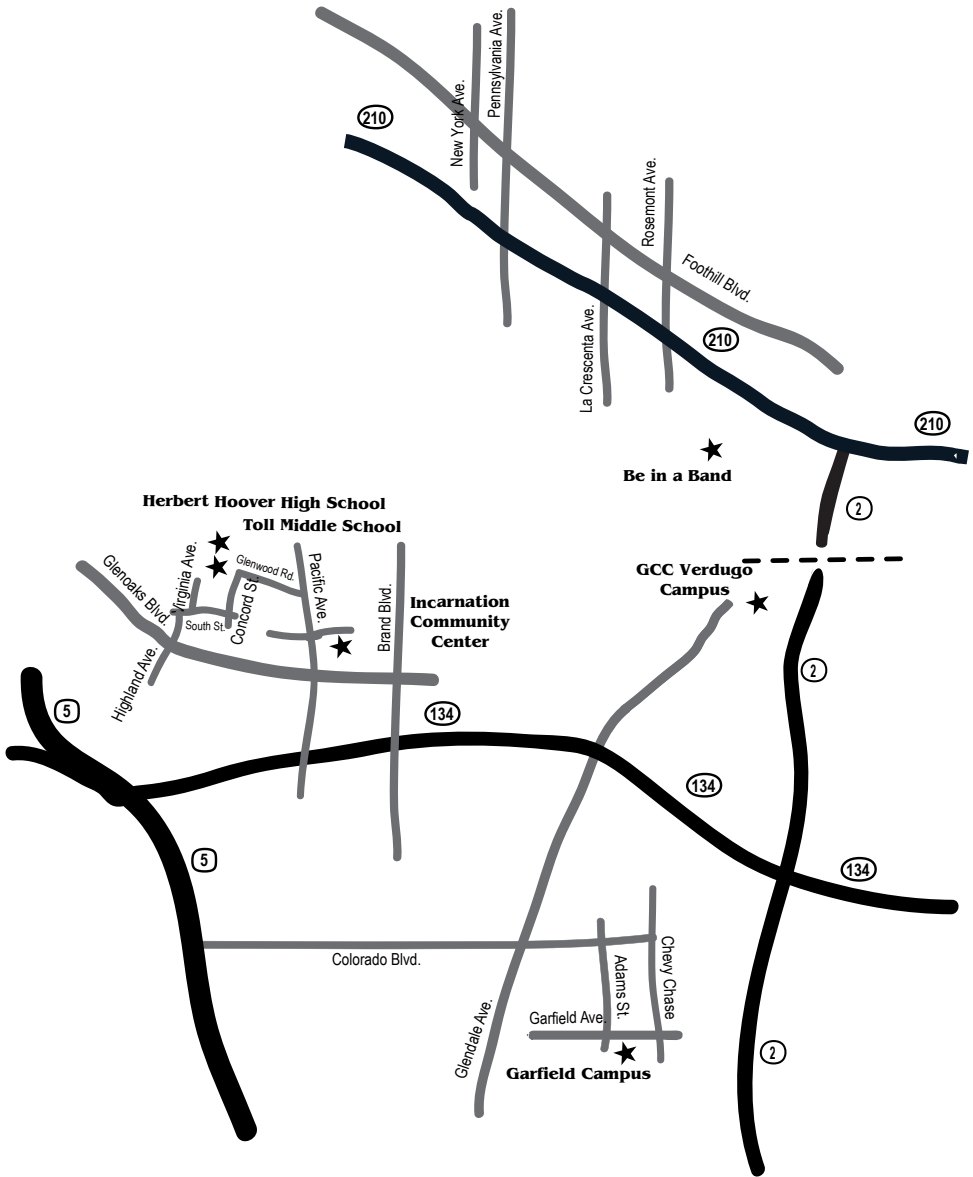 Pennsylvania Ave.
New York Ave.
210
Rosemont Ave.
Foothill Blvd.
La Crescenta Ave.
210
210
Be in a Band
2
Herbert Hoover High School
Toll Middle School
Glenoaks Blvd.
Virginia Ave.
Glenwood Rd.
Concord St.
South St.
Pacific Ave.
Brand Blvd.
Highland Ave.
Incarnation
Community
Center
GCC Verdugo
Campus
2
5
134
134
5
134
Colorado Blvd.
Chevy Chase
Adams St.
Garfield Ave.
Glendale Ave.
Garfield Campus
2